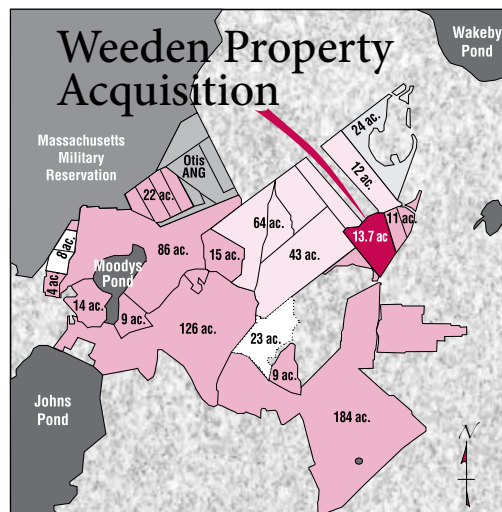 Weeden Property
Acquisition
Wakeby
Pond
Massachusetts
Military
Reservation
Otis
ANG
24 ac.
12 ac.
22 ac.
11 ac.
64 ac.
13.7 ac
8 ac.
86 ac.
15 ac.
43 ac.
Moodys
Pond
4 ac.
14 ac.
9 ac.
126 ac.
23 ac.
9 ac.
Johns
Pond
184 ac.
N